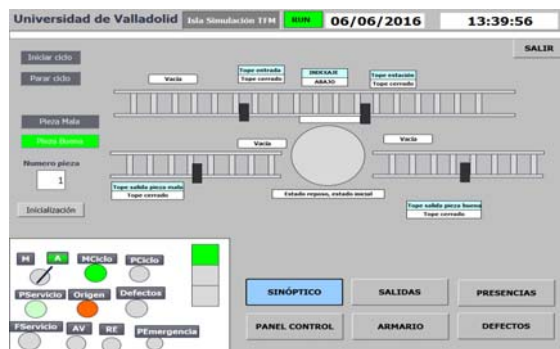 Universidad de Valladolid Isla Simulación TFM RUN 06/06/2016 13:39:56
SALIR
Iniciar ciclo
Parar ciclo
Vacía
Tope entrada
Tope cerrado
INDEXAJE
ABAJO
Tope estación
Tope cerrado
Pieza Mala
Pieza Buena
Numero pieza
1
Inicialización
Vacía
Vacía
Tope salida pieza mala
Tope cerrado
Estado reposo, estado inicial
Tope salida pieza buena
Tope cerrado
M A MCiclo PCiclo
PServicio Origen Defectos
FServicio AV RE PEmergencia
SINÓPTICO SALIDAS PRESENCIAS
PANEL CONTROL ARMARIO DEFECTOS